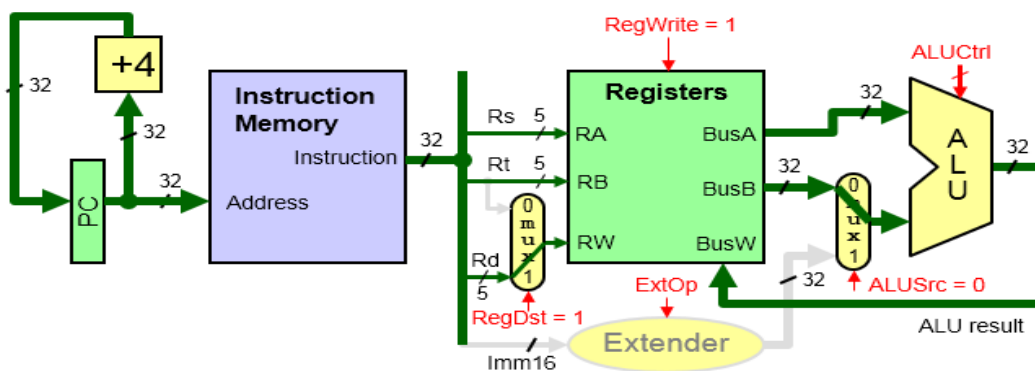 RegWrite = 1
+4
32
ALUCtrl
32
Instruction
Memory
Registers
32
32
Rs
5
RA
BusA
A
L
U
32
Instruction
32
Rt
5
RB
BusB
32
PC
32
Address
0
m
u
x
1
0
m
u
x
1
Rd
5
RW
BusW
RegDst = 1
ExtOp
32
ALUSrc = 0
Imm16
Extender
ALU result